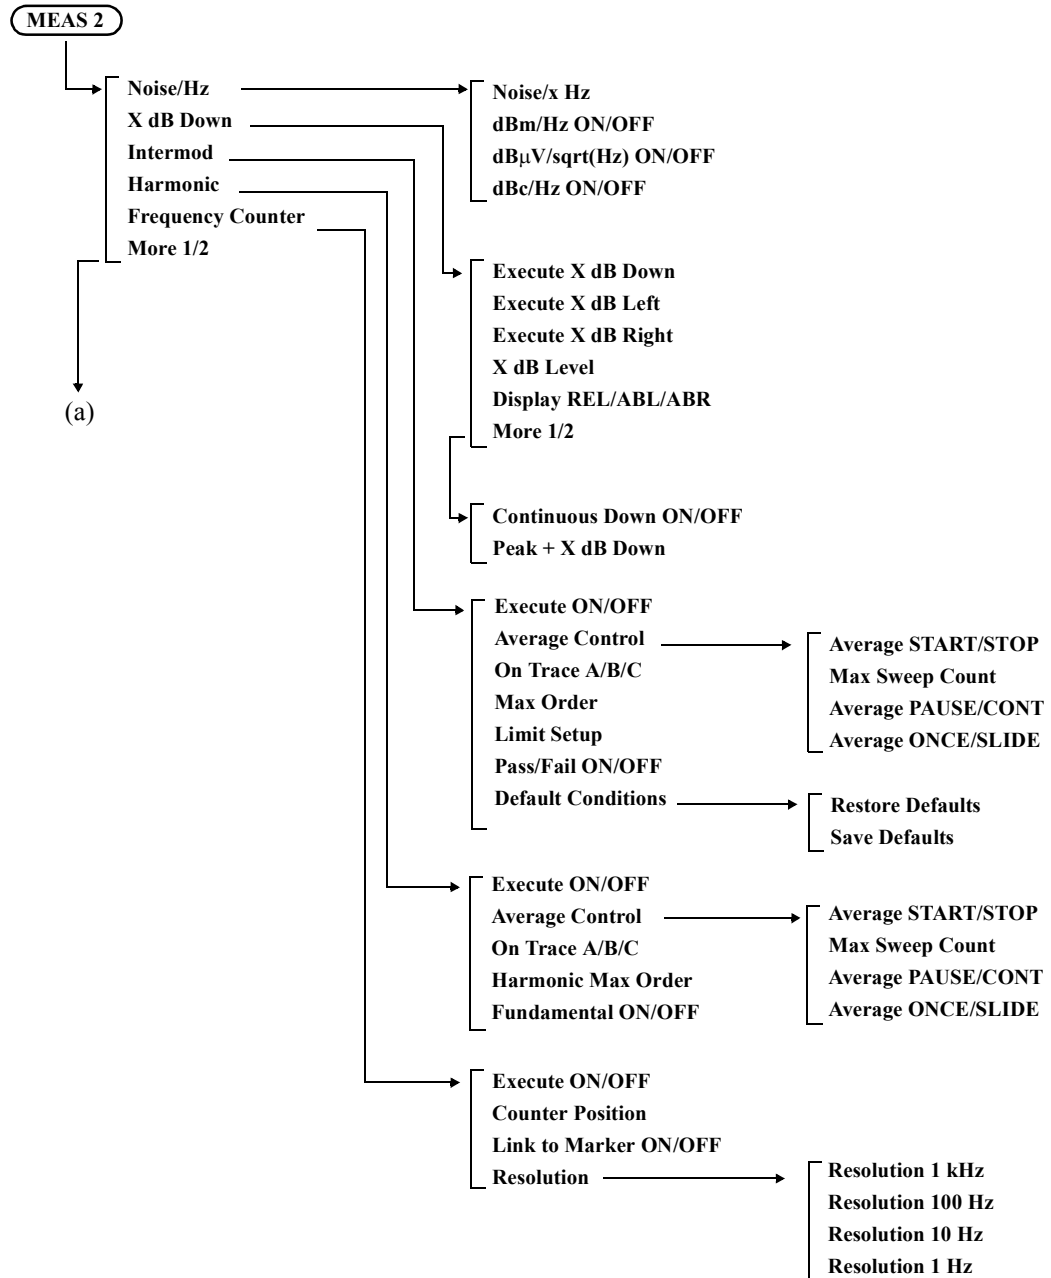 MEAS 2
Noise/Hz
X dB Down
Intermod
Harmonic
Frequency Counter
More 1/2
(a)
Noise/x Hz
dBm/Hz ON/OFF
dBμV/sqrt(Hz) ON/OFF
dBc/Hz ON/OFF
Execute X dB Down
Execute X dB Left
Execute X dB Right
X dB Level
Display REL/ABL/ABR
More 1/2
Continuous Down ON/OFF
Peak + X dB Down
Execute ON/OFF
Average Control
On Trace A/B/C
Max Order
Limit Setup
Pass/Fail ON/OFF
Default Conditions
Average START/STOP
Max Sweep Count
Average PAUSE/CONT
Average ONCE/SLIDE
Restore Defaults
Save Defaults
Execute ON/OFF
Average Control
On Trace A/B/C
Harmonic Max Order
Fundamental ON/OFF
Average START/STOP
Max Sweep Count
Average PAUSE/CONT
Average ONCE/SLIDE
Execute ON/OFF
Counter Position
Link to Marker ON/OFF
Resolution
Resolution 1 kHz
Resolution 100 Hz
Resolution 10 Hz
Resolution 1 Hz